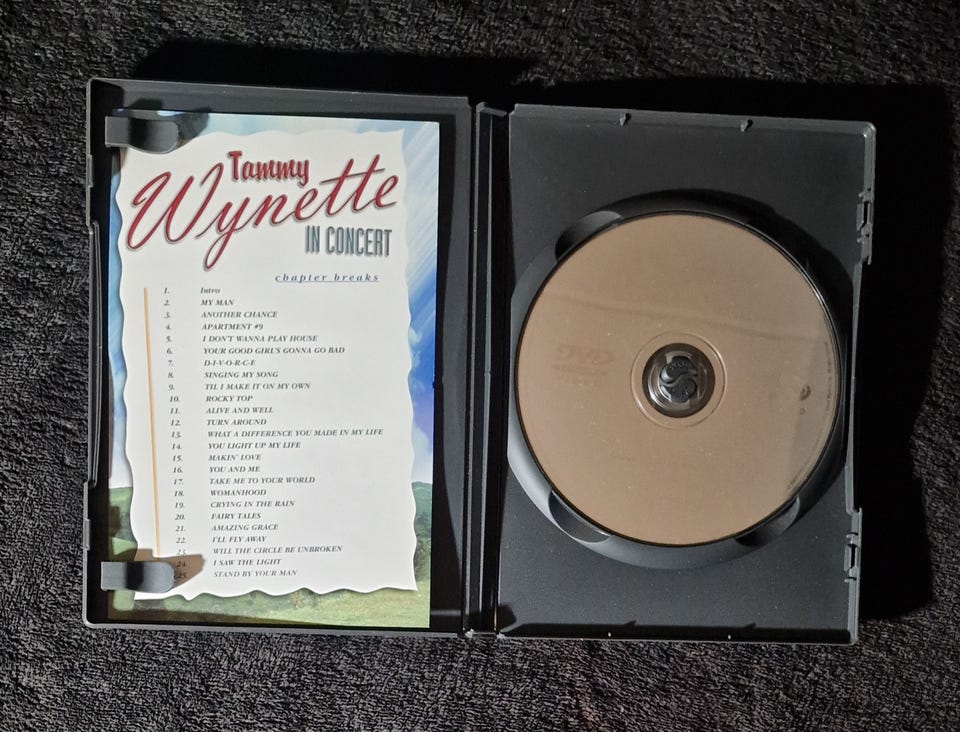 Tammy
Wynette
IN CONCERT
chapter breaks
1. Intro
2. MY MAN
3. ANOTHER CHANCE
4. APARTMENT #9
5. I DON'T WANNA PLAY HOUSE
6. YOUR GOOD GIRL'S GONNA GO BAD
7. D-I-V-O-R-C-E
8. SINGING MY SONG
9. TIL I MAKE IT ON MY OWN
10. ROCKY TOP
11. ALIVE AND WELL
12. TURN AROUND
13. WHAT A DIFFERENCE YOU MADE IN MY LIFE
14. YOU LIGHT UP MY LIFE
15. MAKIN' LOVE
16. YOU AND ME
17. TAKE ME TO YOUR WORLD
18. WOMANHOOD
19. CRYING IN THE RAIN
20. FAIRY TALES
21. AMAZING GRACE
22. I'LL FLY AWAY
23. WILL THE CIRCLE BE UNBROKEN
24. I SAW THE LIGHT
25. STAND BY YOUR MAN